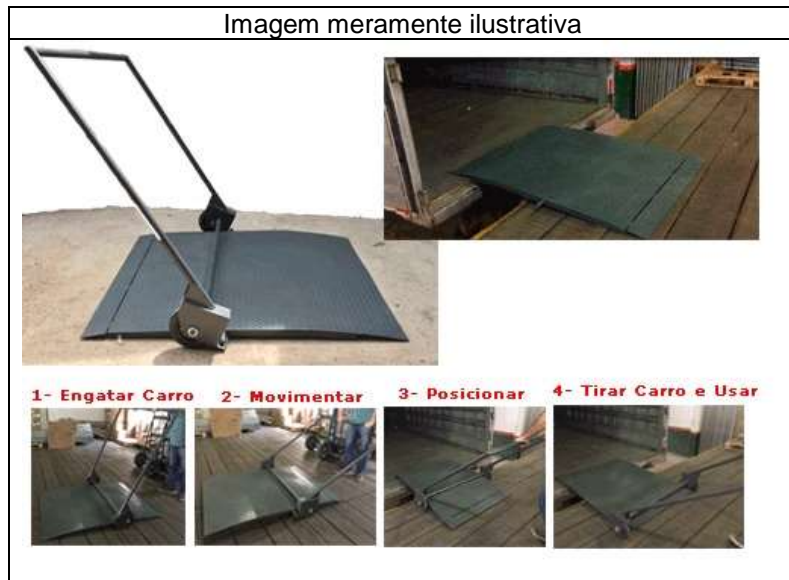 Imagem meramente ilustrativa
1- Engatar Carro
2- Movimentar
3- Posicionar
4- Tirar Carro e Usar